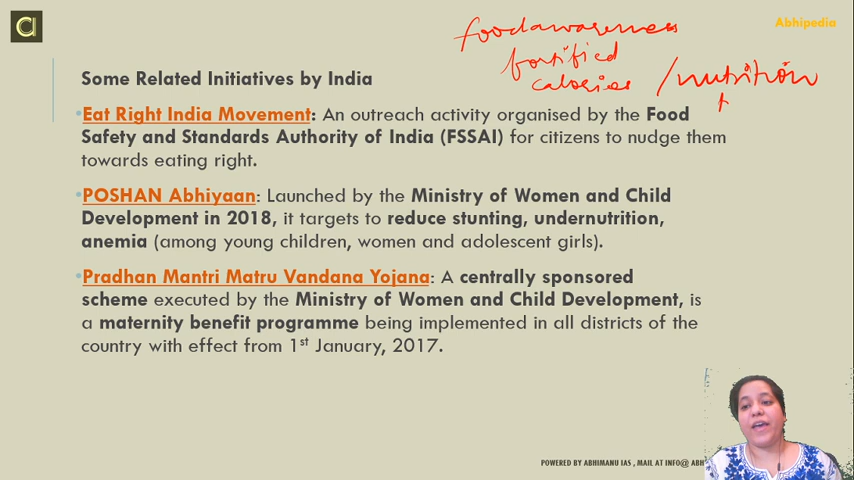 Abhipedia
food awareness
fortified
calories / nutrition
Some Related Initiatives by India
•Eat Right India Movement: An outreach activity organised by the Food
Safety and Standards Authority of India (FSSAI) for citizens to nudge them
towards eating right.
•POSHAN Abhiyaan: Launched by the Ministry of Women and Child
Development in 2018, it targets to reduce stunting, undernutrition,
anemia (among young children, women and adolescent girls).
•Pradhan Mantri Matru Vandana Yojana: A centrally sponsored
scheme executed by the Ministry of Women and Child Development, is
a maternity benefit programme being implemented in all districts of the
country with effect from 1st January, 2017.
POWERED BY ABHIMANU IAS , MAIL AT INFO@ ABH